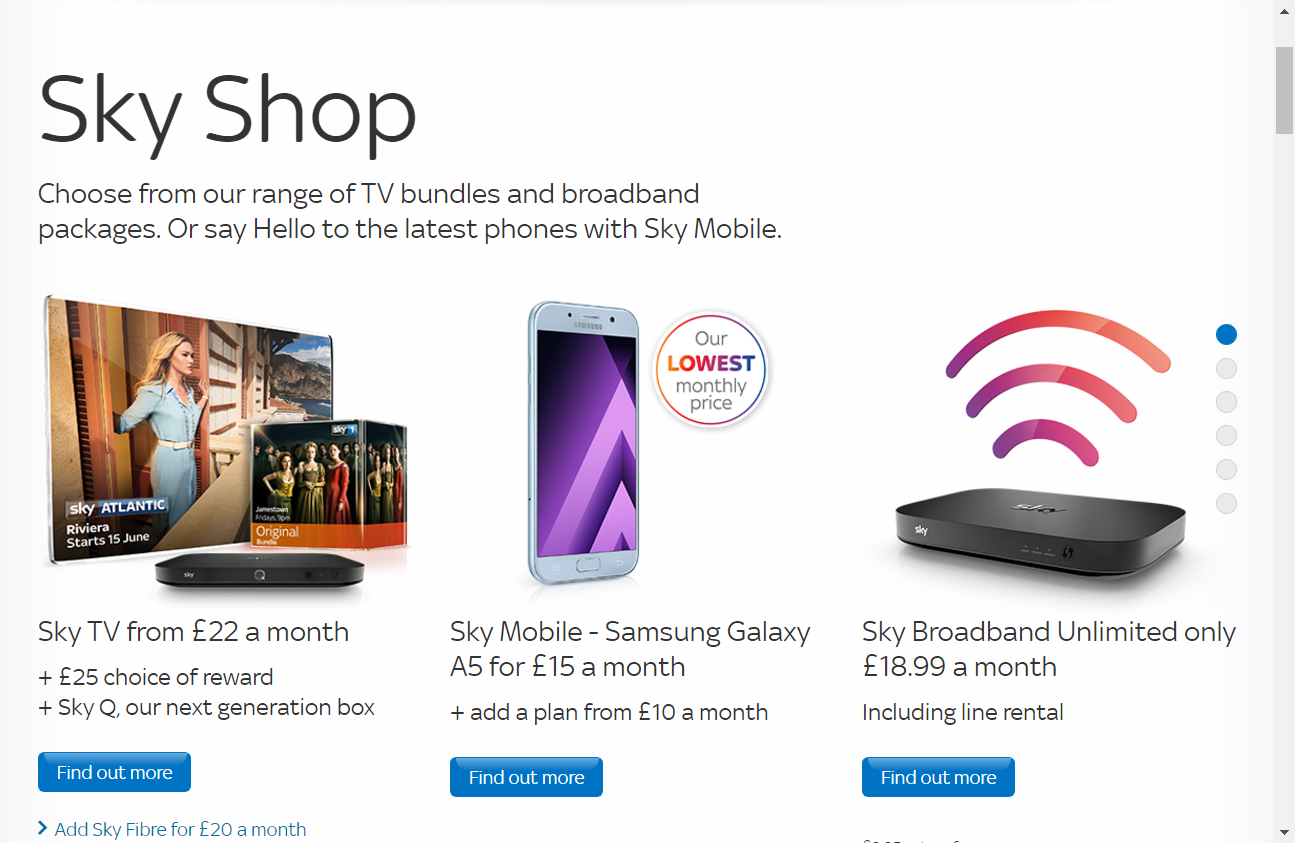 Sky Shop
Choose from our range of TV bundles and broadband
packages. Or say Hello to the latest phones with Sky Mobile.
sky ATLANTIC
Riviera
Starts 15 June
sky 1
Jamestown
Fridays, 9pm
Original
Bundle
sky
Q
SAMSUNG
Our
LOWEST
monthly
price
sky
sky
Sky TV from £22 a month
+ £25 choice of reward
+ Sky Q, our next generation box
Find out more
Add Sky Fibre for £20 a month
Sky Mobile - Samsung Galaxy
A5 for £15 a month
+ add a plan from £10 a month
Find out more
Sky Broadband Unlimited only
£18.99 a month
Including line rental
Find out more